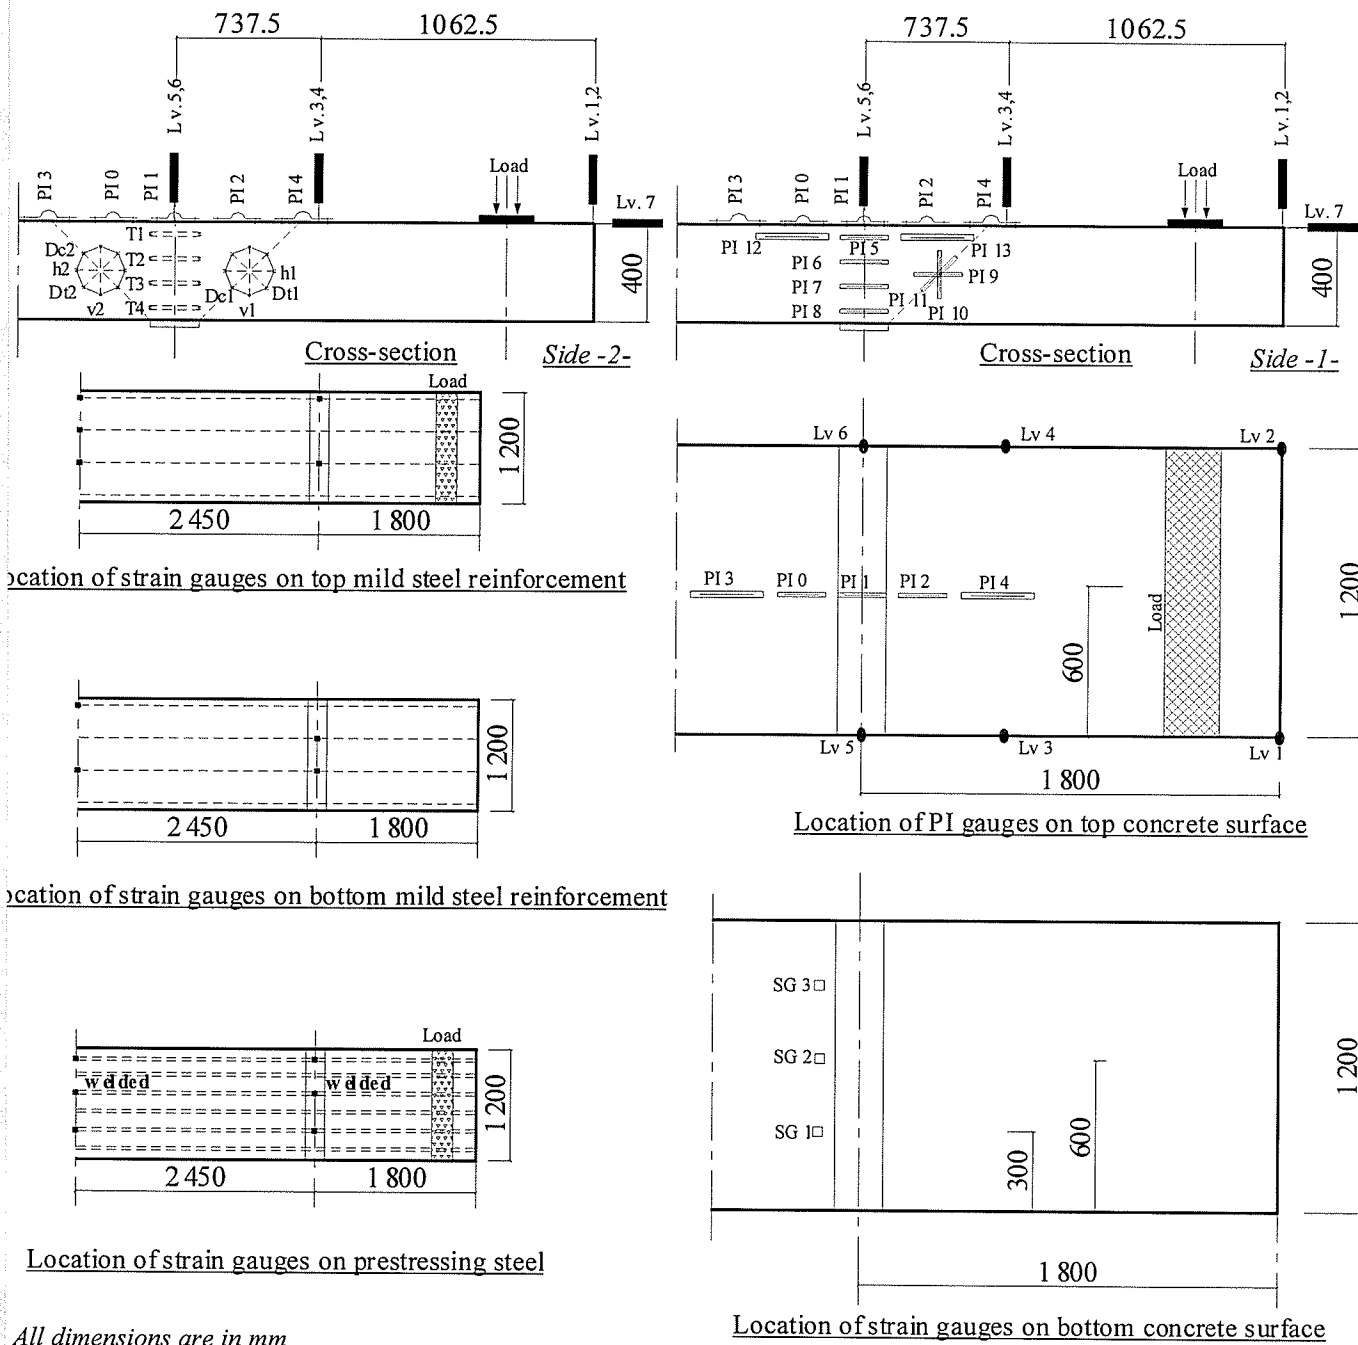 737.5 1062.5
Lv.5,6 Lv.3,4 Lv.1,2
PI 3 PI 0 PI 1 PI 2 PI 4 Load Lv. 7
T1
Dc2 T2
h2 h1
Dt2 T3 Dc1 Dt1
v2 T4 v1
400
Cross-section Side -2-
737.5 1062.5
Lv.5,6 Lv.3,4 Lv.1,2
PI 3 PI 0 PI 1 PI 2 PI 4 Load Lv. 7
PI 12 PI 5 PI 13
PI 6 PI 9
PI 7 PI 11
PI 8 PI 10
400
Cross-section Side -1-
Load
1200
2450 1800
ocation of strain gauges on top mild steel reinforcement
1200
2450 1800
ocation of strain gauges on bottom mild steel reinforcement
Load
welded welded
1200
2450 1800
Location of strain gauges on prestressing steel
All dimensions are in mm
Lv 6 Lv 4 Lv 2
PI 3 PI 0 PI 1 PI 2 PI 4
Load
600
1200
Lv 5 Lv 3 Lv 1
1800
Location of PI gauges on top concrete surface
SG 3
SG 2
SG 1
300
600
1200
1800
Location of strain gauges on bottom concrete surface